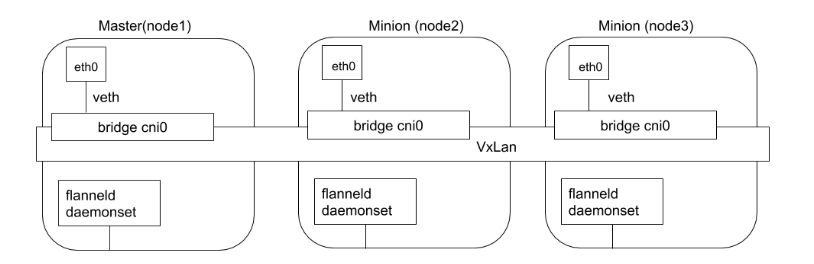 Master(node1)
Minion (node2)
Minion (node3)
eth0
eth0
eth0
veth
veth
veth
bridge cni0
bridge cni0
bridge cni0
VxLan
flanneld
daemonset
flanneld
daemonset
flanneld
daemonset